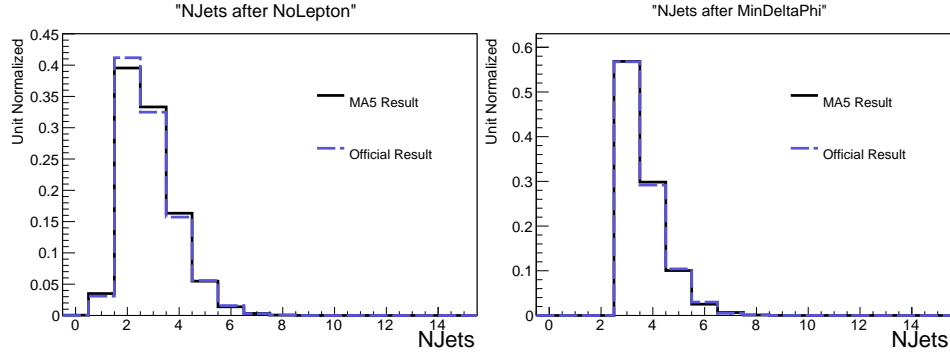 "NJets after NoLepton"
Unit Normalized
0.45
0.4
0.35
0.3
0.25
0.2
0.15
0.1
0.05
0
MA5 Result
Official Result
0 2 4 6 8 10 12 14
NJets
"NJets after MinDeltaPhi"
Unit Normalized
0.6
0.5
0.4
0.3
0.2
0.1
0
MA5 Result
Official Result
0 2 4 6 8 10 12 14
NJets